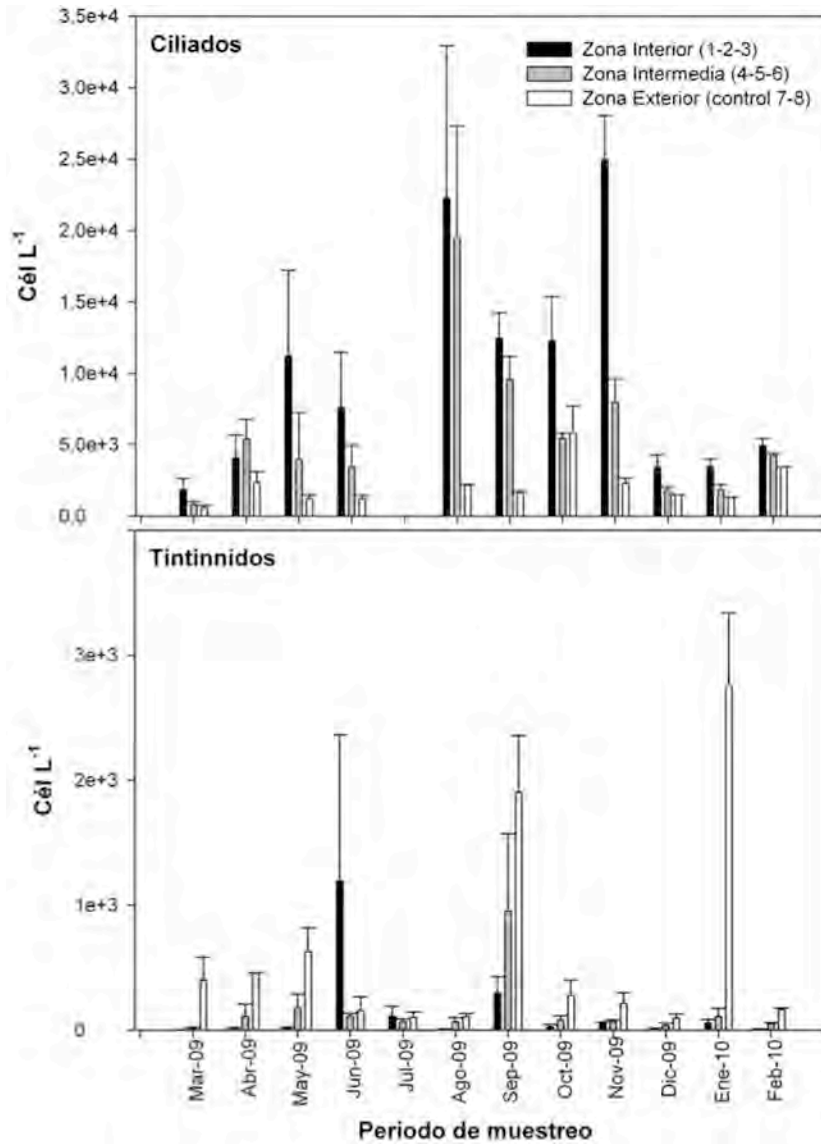 Ciliados
Zona Interior (1-2-3)
Zona Intermedia (4-5-6)
Zona Exterior (control 7-8)
3.5e+4
3.0e+4
2.5e+4
2.0e+4
1.5e+4
1.0e+4
5.0e+3
0.0
Cél L-1
Tintinnidos
3e+3
2e+3
1e+3
0
Cél L-1
Mar-09
Abr-09
May-09
Jun-09
Jul-09
Ago-09
Sep-09
Oct-09
Nov-09
Dic-09
Ene-10
Feb-10
Periodo de muestreo